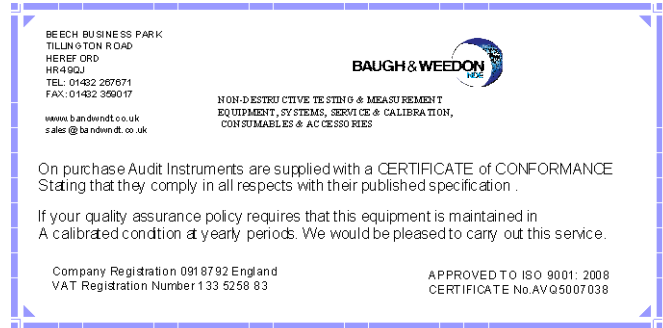 BEECH BUSINESS PARK
TILLINGTON ROAD
HEREFORD
HR4 9QJ
TEL: 01432 267671
FAX: 01432 359017
www.bandwndt.co.uk
sales@bandwndt.co.uk
BAUGH & WEEDON
NDE
NON-DESTRUCTIVE TESTING & MEASUREMENT
EQUIPMENT, SYSTEMS, SERVICE & CALIBRATION,
CONSUMABLES & ACCESSORIES
On purchase Audit Instruments are supplied with a CERTIFICATE of CONFORMANCE
Stating that they comply in all respects with their published specification .
If your quality assurance policy requires that this equipment is maintained in
A calibrated condition at yearly periods. We would be pleased to carry out this service.
Company Registration 0918792 England
VAT Registration Number 133 5258 83
APPROVED TO ISO 9001: 2008
CERTIFICATE No.AVQ5007038